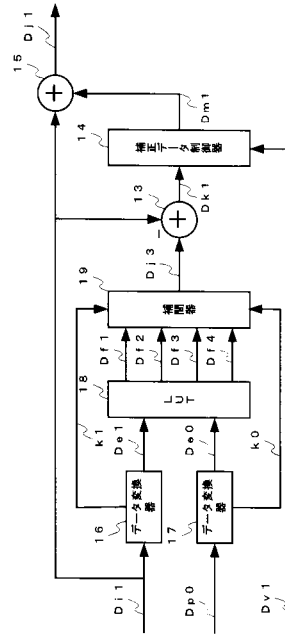 Dj1
15
Dm1
14
補正データ制御器
13
Dk1
Dj3
19
補間器
Df1
Df2
Df3
Df4
18
LUT
k1
De1
De0
k0
16
データ変換器
17
データ変換器
Di1
Dp0
Dv1